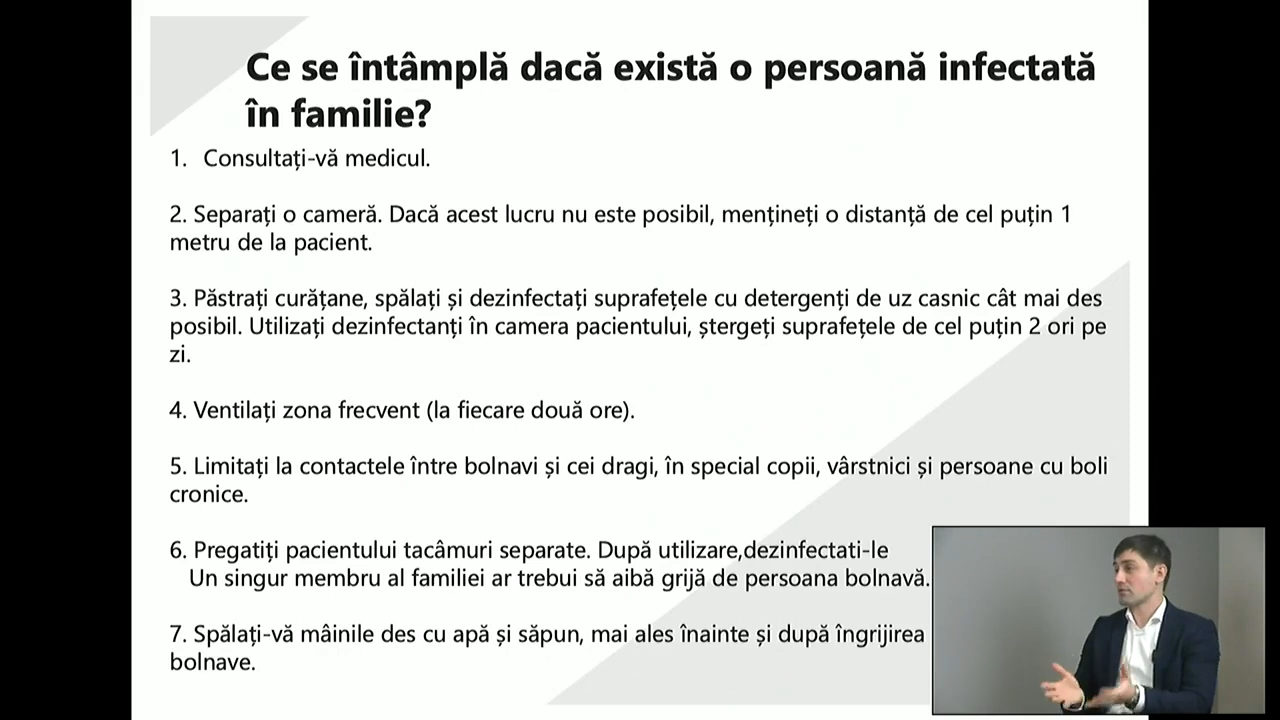 Ce se întâmplă dacă există o persoană infectată
în familie?
1. Consultați-vă medicul.
2. Separați o cameră. Dacă acest lucru nu este posibil, mențineți o distanță de cel puțin 1
metru de la pacient.
3. Păstrați curățane, spălați și dezinfectați suprafețele cu detergenți de uz casnic cât mai des
posibil. Utilizați dezinfectanți în camera pacientului, ștergeți suprafețele de cel puțin 2 ori pe
zi.
4. Ventilați zona frecvent (la fiecare două ore).
5. Limitați la contactele între bolnavi și cei dragi, în special copii, vârstnici și persoane cu boli
cronice.
6. Pregatiți pacientului tacâmuri separate. După utilizare,dezinfectati-le
Un singur membru al familiei ar trebui să aibă grijă de persoana bolnavă.
7. Spălați-vă mâinile des cu apă și săpun, mai ales înainte și după îngrijirea
bolnave.